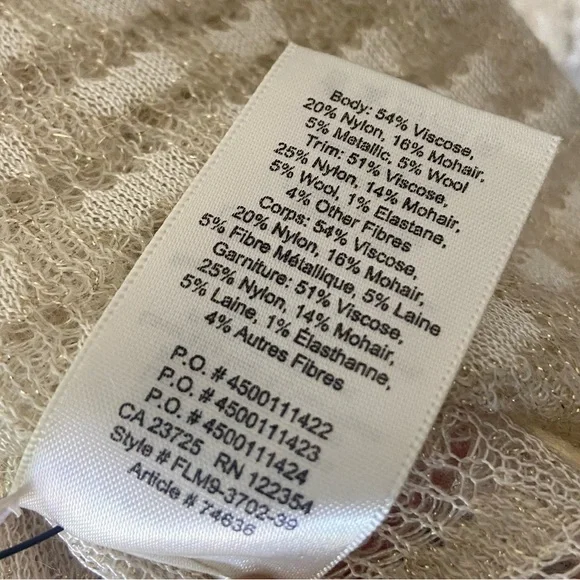 Body: 54% Viscose,
20% Nylon, 16% Mohair,
5% Metallic, 5% Wool
Trim: 51% Viscose,
25% Nylon, 14% Mohair,
5% Wool, 1% Elastane,
4% Other Fibres
Corps: 54% Viscose,
20% Nylon, 16% Mohair,
5% Fibre Métallique, 5% Laine
Garniture: 51% Viscose,
25% Nylon, 14% Mohair,
5% Laine, 1% Élasthanne,
4% Autres Fibres
P.O. # 4500111422
P.O. # 4500111423
P.O. # 4500111424
CA 23725 RN 122354
Style # FLM9-3702-39
Article # 74636